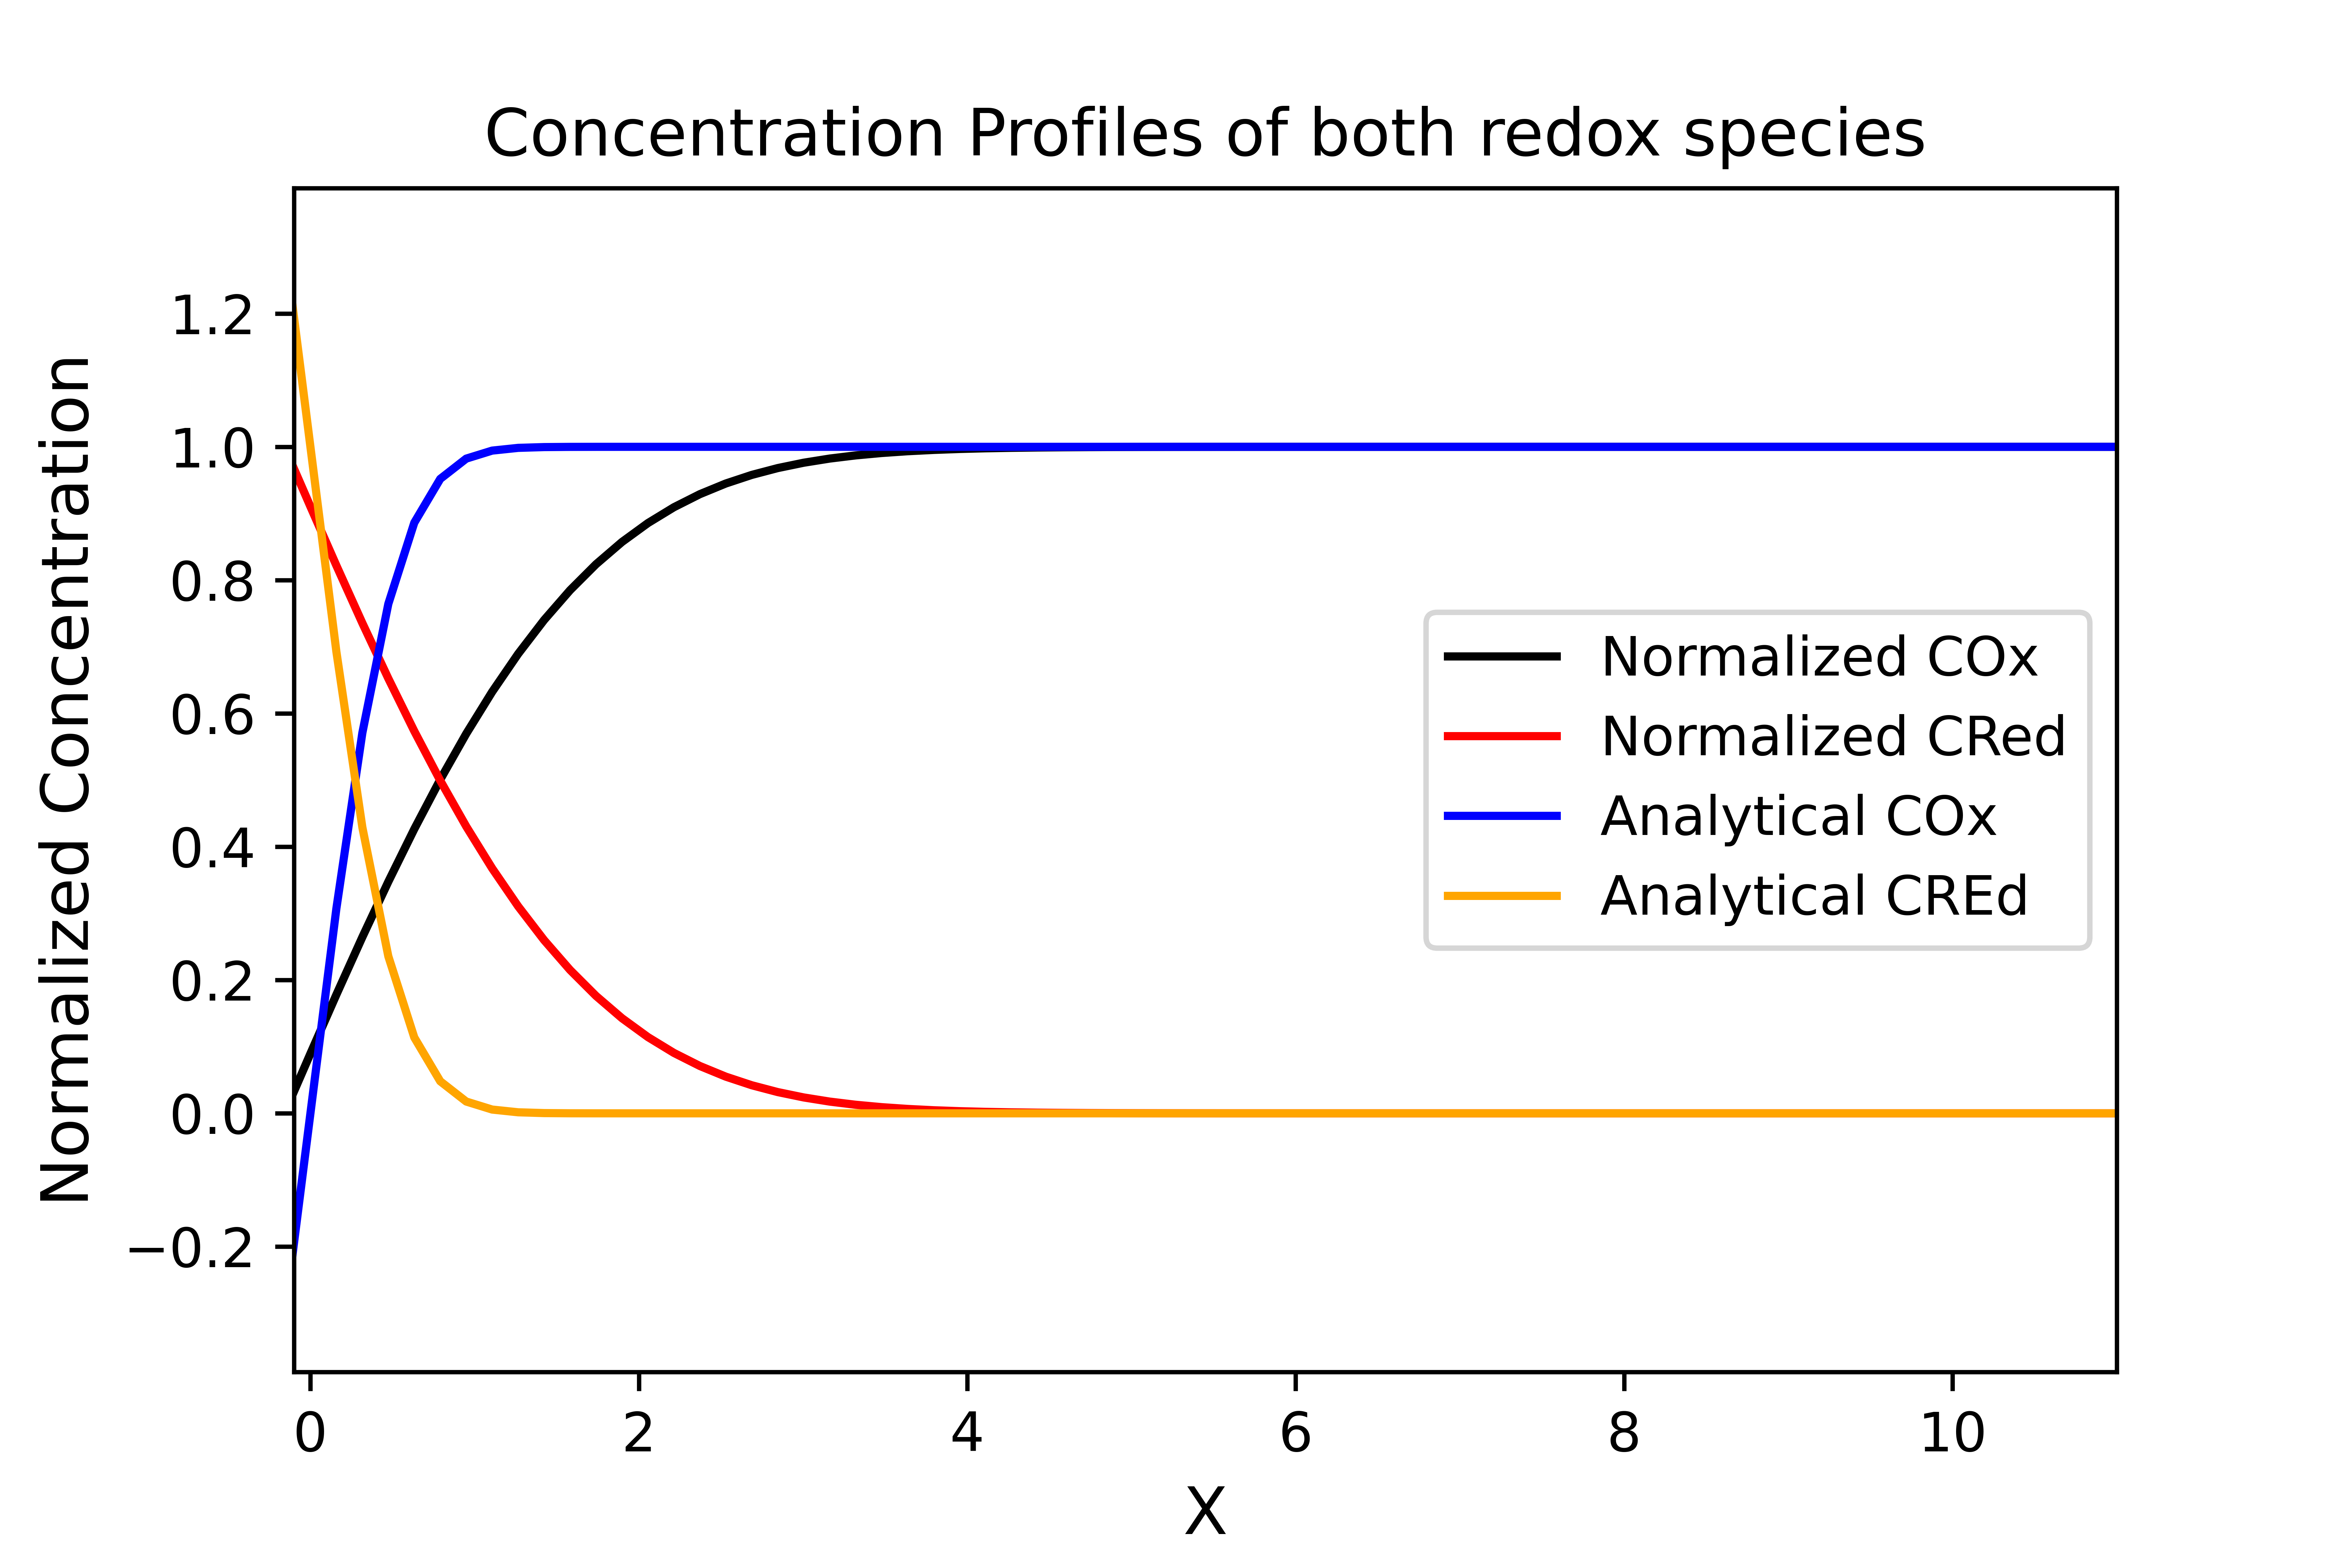 Concentration Profiles of both redox species
Normalized Concentration
1.2
1.0
0.8
0.6
0.4
0.2
0.0
−0.2
Normalized COx
Normalized CRed
Analytical COx
Analytical CREd
0 2 4 6 8 10
X